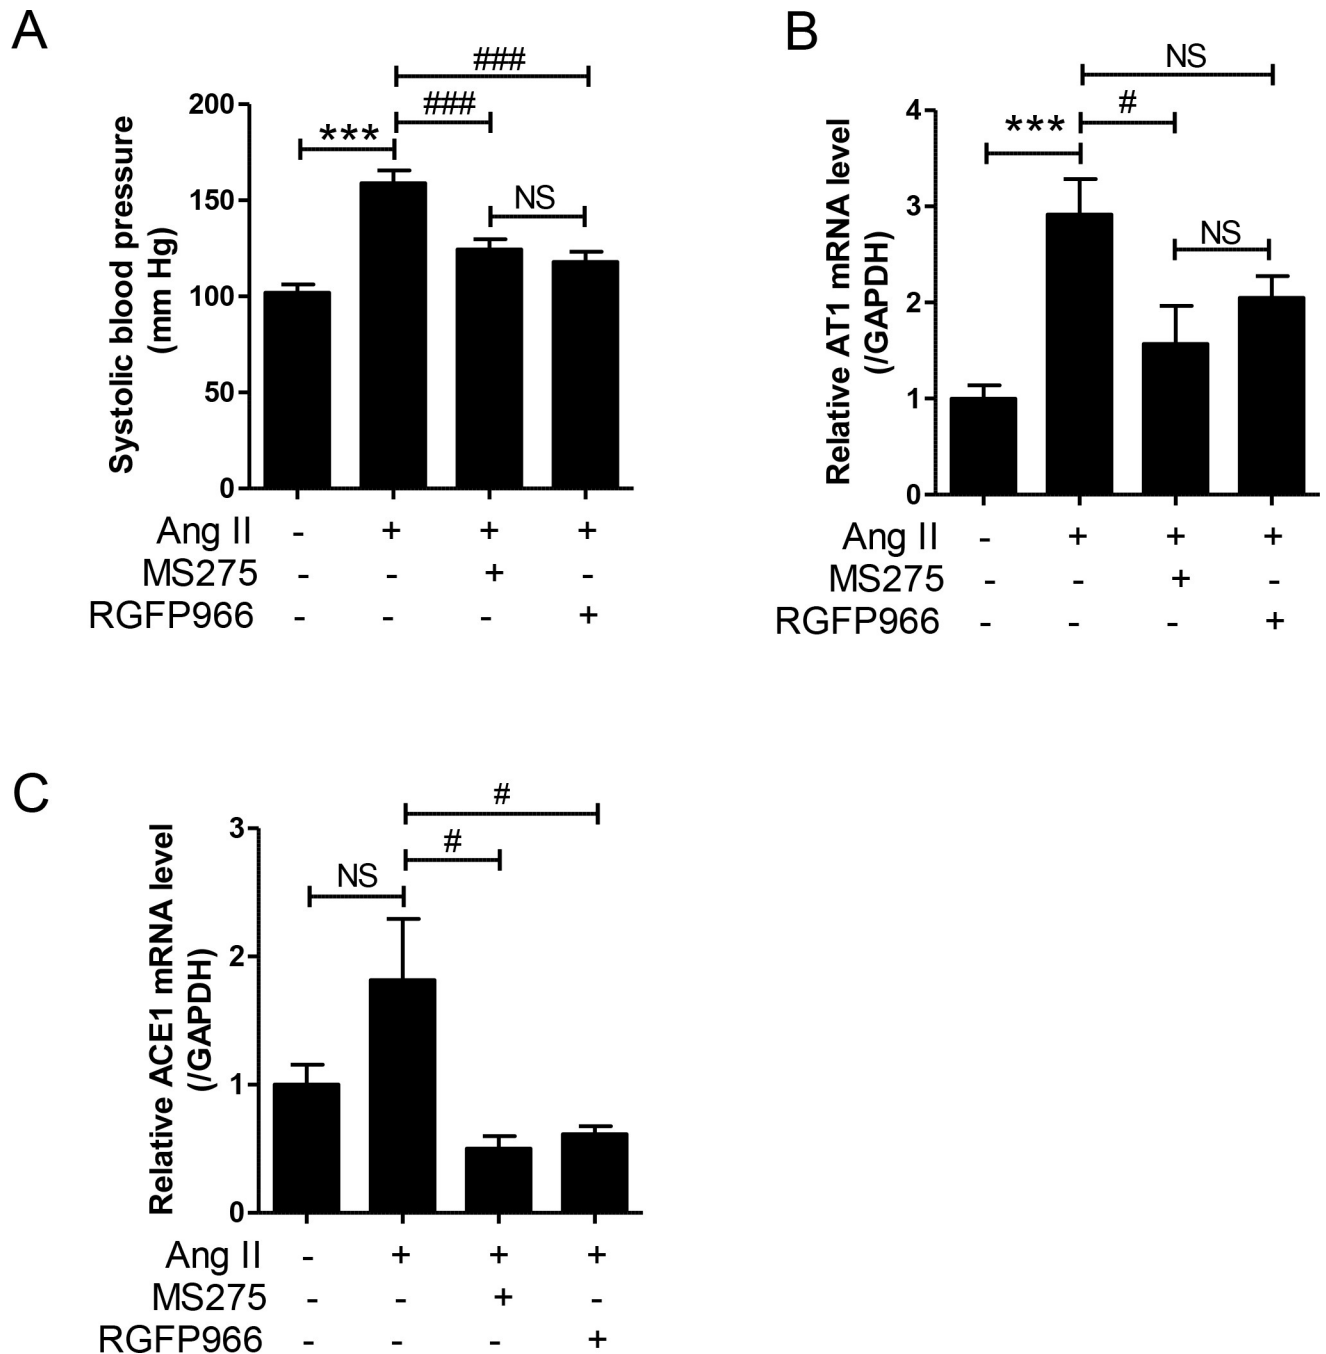 A
###
###
***
NS
Systolic blood pressure
(mm Hg)
200
150
100
50
0
Ang II - + + +
MS275 - - + -
RGFP966 - - - +
B
NS
#
***
NS
Relative AT1 mRNA level
(/GAPDH)
4
3
2
1
0
Ang II - + + +
MS275 - - + -
RGFP966 - - - +
C
#
#
NS
Relative ACE1 mRNA level
(/GAPDH)
3
2
1
0
Ang II - + + +
MS275 - - + -
RGFP966 - - - +